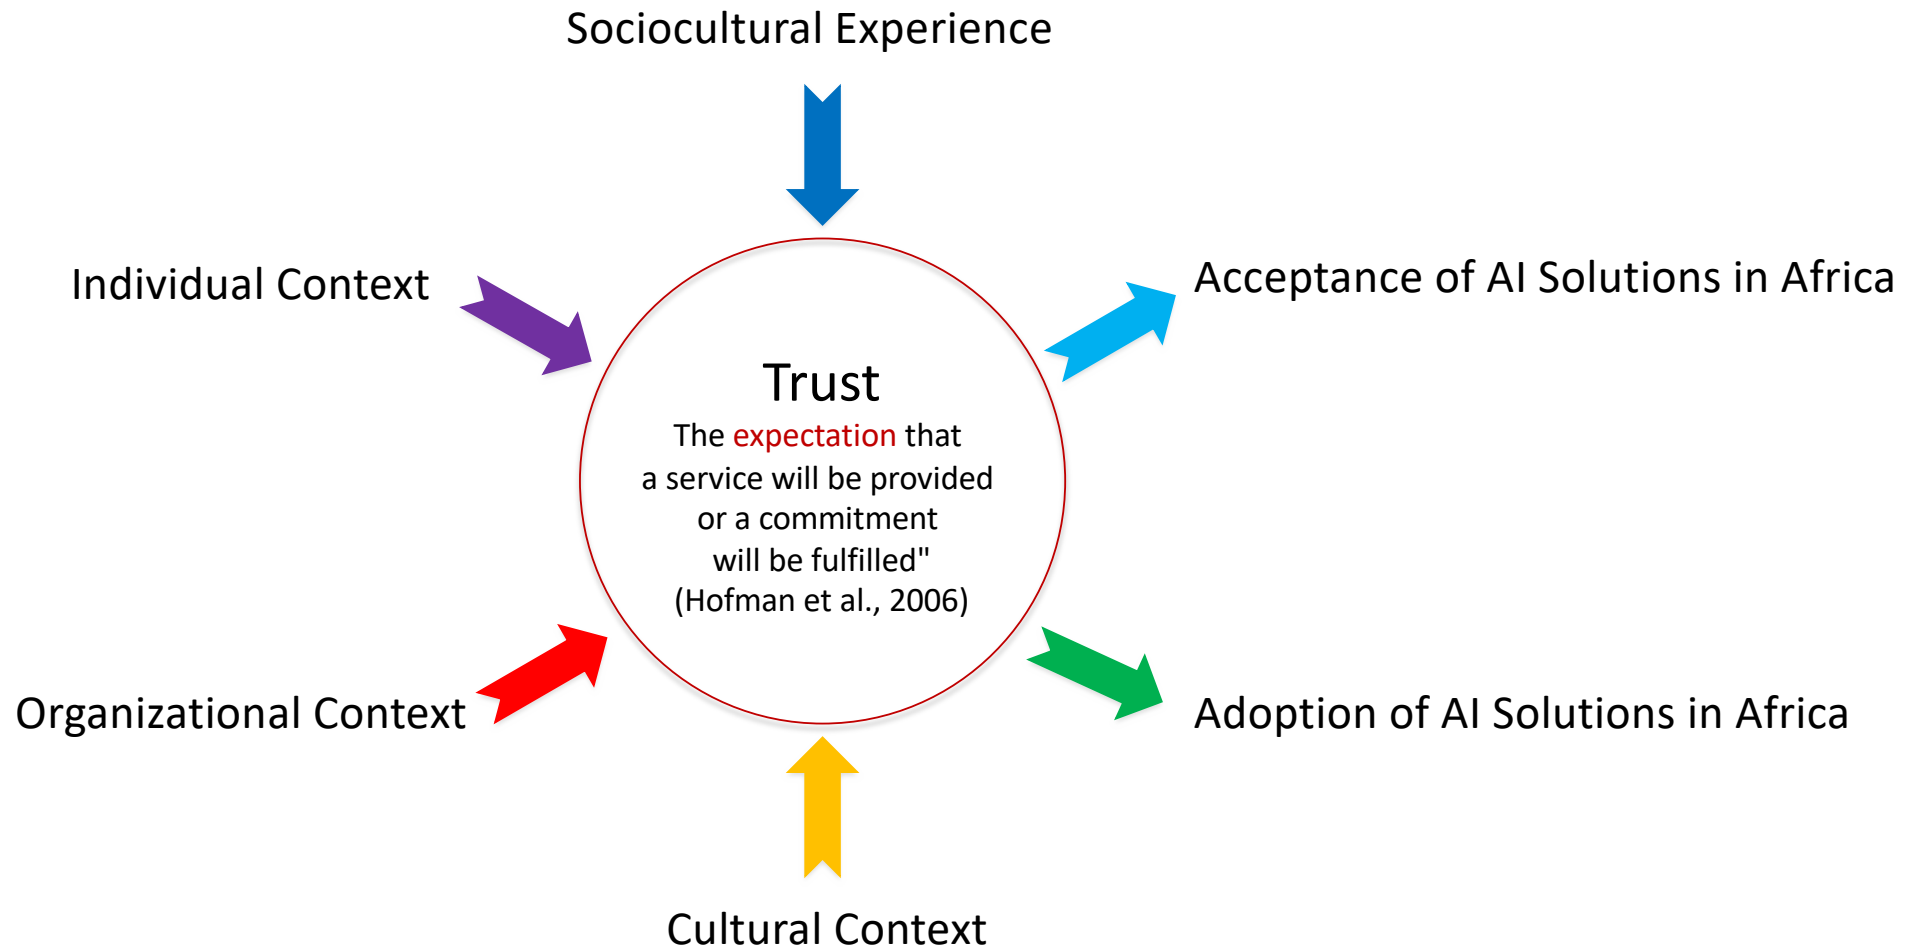 Sociocultural Experience
Individual Context
Acceptance of AI Solutions in Africa
Trust
The expectation that
a service will be provided
or a commitment
will be fulfilled"
(Hofman et al., 2006)
Organizational Context
Adoption of AI Solutions in Africa
Cultural Context